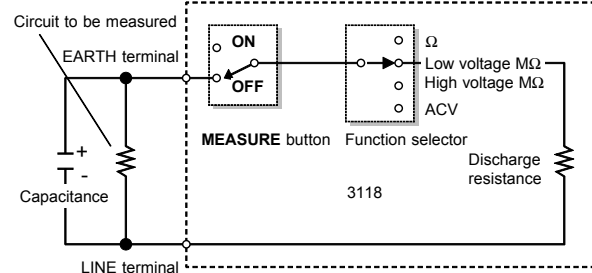 Circuit to be measured
EARTH terminal
ON
OFF
MEASURE button
Function selector
Ω
Low voltage MΩ
High voltage MΩ
ACV
+
-
Capacitance
Discharge
resistance
3118
LINE terminal